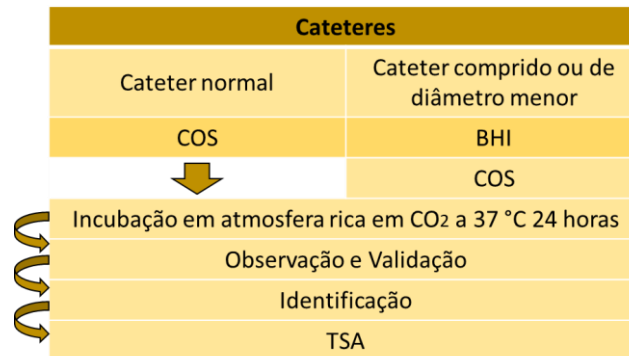 Cateteres
Cateter normal
Cateter comprido ou de
diâmetro menor
COS
BHI
COS
Incubação em atmosfera rica em CO2 a 37 °C 24 horas
Observação e Validação
Identificação
TSA